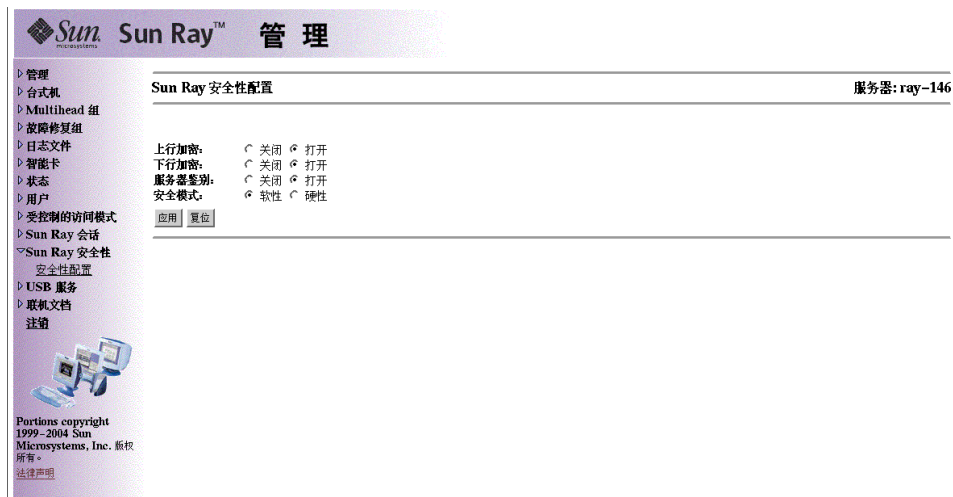 Sun
microsystems
Sun Ray™ 管 理
管理
台式机
Multihead 组
故障修复组
日志文件
智能卡
状态
用户
受控制的访问模式
Sun Ray 会话
Sun Ray 安全性
安全性配置
USB 服务
联机文档
注销
Portions copyright
1999-2004 Sun
Microsystems, Inc. 版权
所有。
法律声明
Sun Ray 安全性配置
服务器: ray-146
上行加密: 关闭 打开
下行加密: 关闭 打开
服务器鉴别: 关闭 打开
安全模式: 软性 硬性
应用 复位